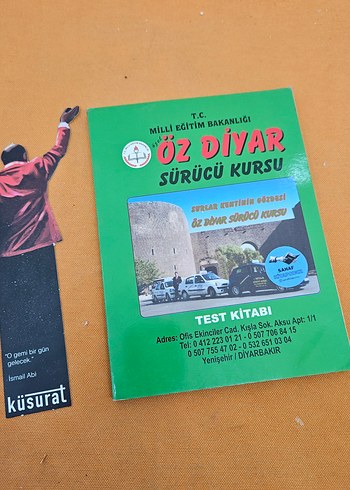 T.C.
MİLLİ EĞİTİM BAKANLIĞI
ÖZ DİYAR
SÜRÜCÜ KURSU
SURLAR KENTİNİN GÖZDESİ
ÖZ DİYAR SÜRÜCÜ KURSU
SAHAF
TEST KİTABI
Adres: Ofis Ekinciler Cad. Kışla Sok. Aksu Apt: 1/1
Tel: 0 412 223 01 21 - 0 507 706 84 15
0 507 755 47 02 - 0 532 651 03 04
Yenişehir / DİYARBAKIR
"O gemi bir gün
gelecek."
İsmail Abi
küsurat